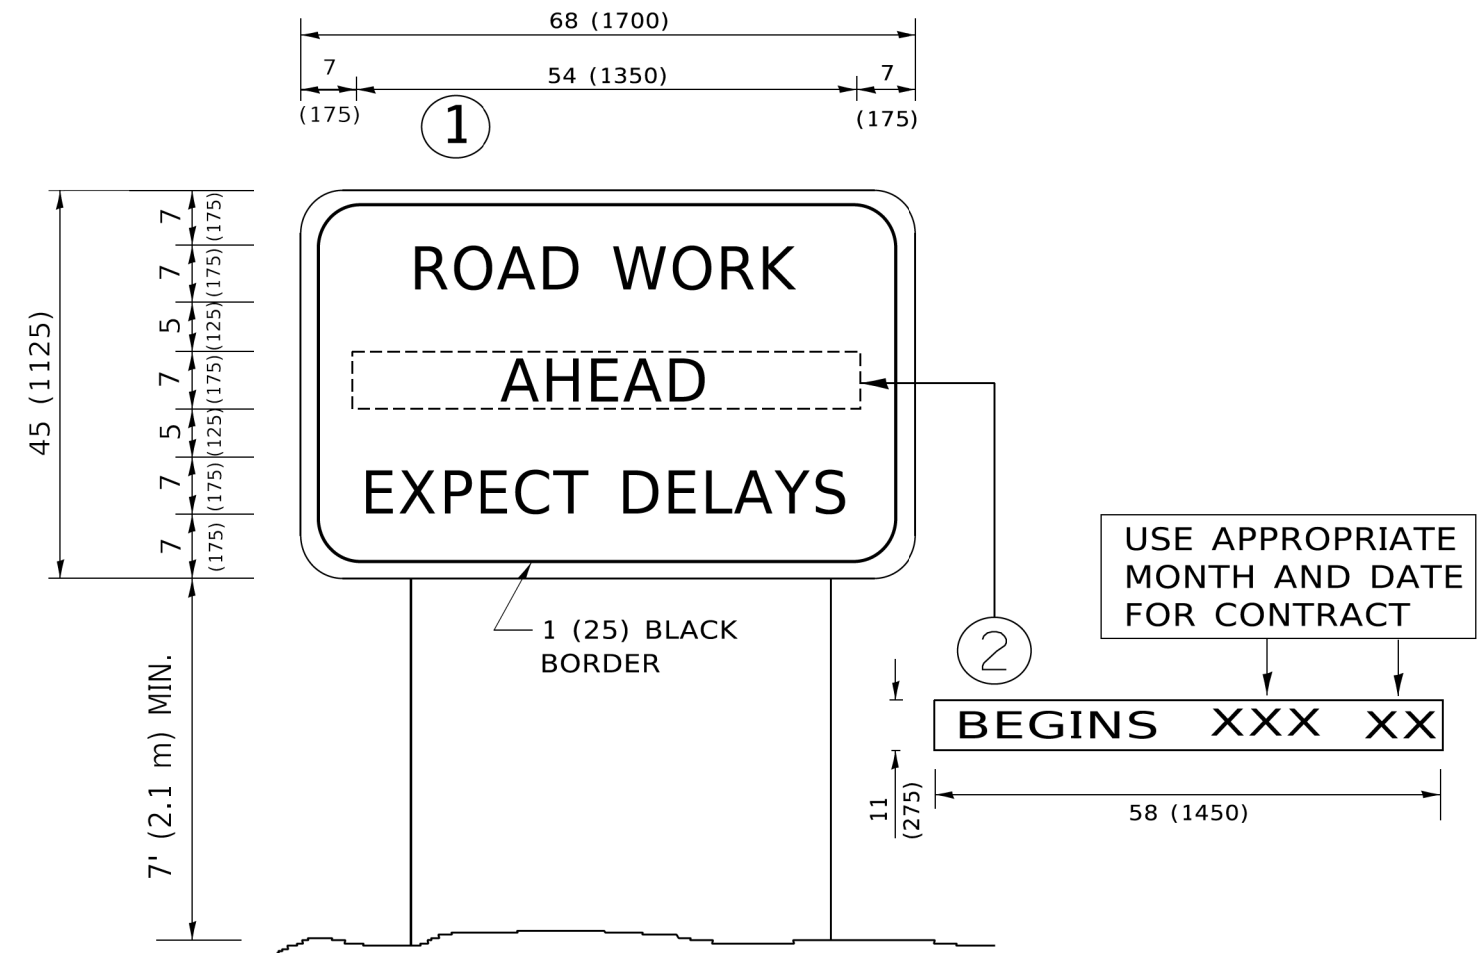 68 (1700)
7
54 (1350)
7
(175)
(175)
1
7
(175)
7
(175)
5
(125)
7
(175)
5
(125)
7
(175)
7
(175)
45 (1125)
ROAD WORK
AHEAD
EXPECT DELAYS
1 (25) BLACK
BORDER
7' (2.1 m) MIN.
USE APPROPRIATE
MONTH AND DATE
FOR CONTRACT
2
BEGINS XXX XX
11
(275)
58 (1450)